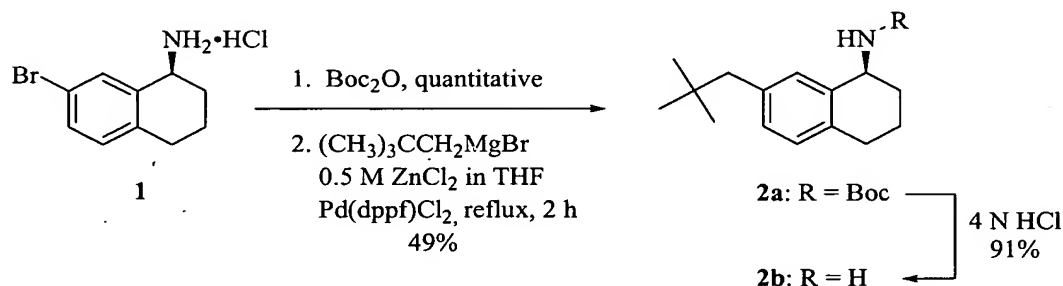 NH₂•HCl
Br
1
1. Boc₂O, quantitative
2. (CH₃)₃CCH₂MgBr
0.5 M ZnCl₂ in THF
Pd(dppf)Cl₂, reflux, 2 h
49%
R
HN
2a: R = Boc
4 N HCl
91%
2b: R = H